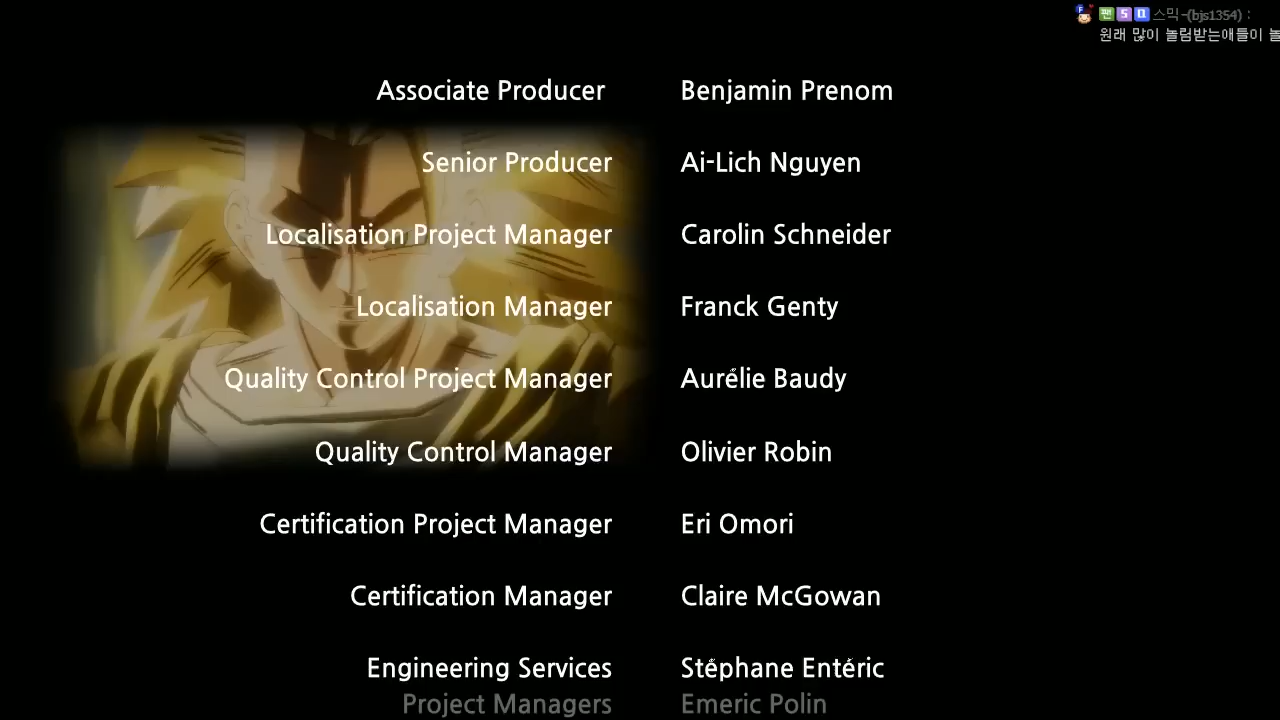 팬 S Q 스믹-(bjs1354) :
원래 많이 놀림받는애들이 놀
Associate Producer Benjamin Prenom
Senior Producer Ai-Lich Nguyen
Localisation Project Manager Carolin Schneider
Localisation Manager Franck Genty
Quality Control Project Manager Aurélie Baudy
Quality Control Manager Olivier Robin
Certification Project Manager Eri Omori
Certification Manager Claire McGowan
Engineering Services Stéphane Entéric
Project Managers Emeric Polin